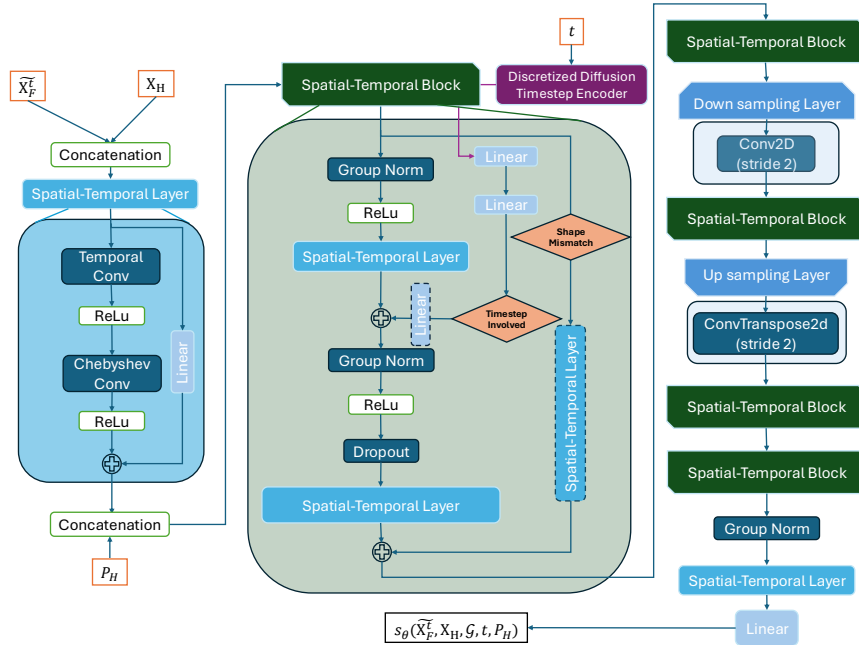 X̃_F^t
X_H
Concatenation
Spatial-Temporal Layer
Temporal
Conv
ReLu
Chebyshev
Conv
ReLu
Linear
Concatenation
P_H
t
Spatial-Temporal Block
Discretized Diffusion
Timestep Encoder
Group Norm
ReLu
Spatial-Temporal Layer
Linear
Linear
Shape
Mismatch
Timestep
Involved
Linear
Group Norm
ReLu
Dropout
Spatial-Temporal Layer
Spatial-Temporal Layer
Spatial-Temporal Block
Down sampling Layer
Conv2D
(stride 2)
Spatial-Temporal Block
Up sampling Layer
ConvTranspose2d
(stride 2)
Spatial-Temporal Block
Spatial-Temporal Block
Group Norm
Spatial-Temporal Layer
Linear
s_θ(X̃_F^t, X_H, 𝒢, t, P_H)